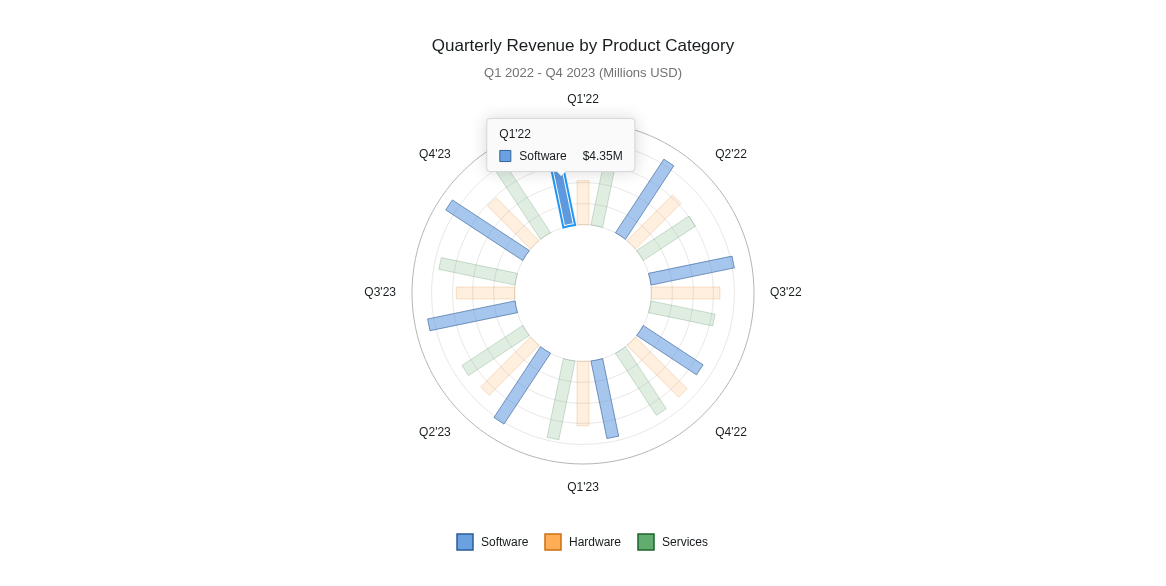 Quarterly Revenue by Product Category
Q1 2022 - Q4 2023 (Millions USD)
Q1'22
Q1'22
Software $4.35M
Q4'23
Q2'22
Q3'23
Q3'22
Q2'23
Q4'22
Q1'23
Software
Hardware
Services